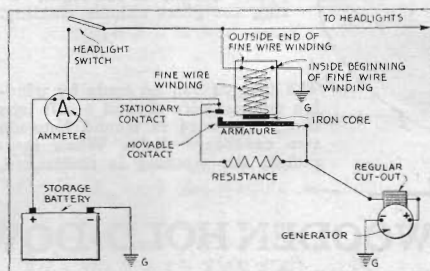 TO HEADLIGHTS
HEADLIGHT
SWITCH
OUTSIDE END OF
FINE WIRE WINDING
FINE WIRE
WINDING
INSIDE BEGINNING
OF FINE WIRE
WINDING
G
A
AMMETER
STATIONARY
CONTACT
IRON CORE
ARMATURE
MOVABLE
CONTACT
RESISTANCE
REGULAR
CUT-OUT
STORAGE
BATTERY
+
−
G
GENERATOR
G